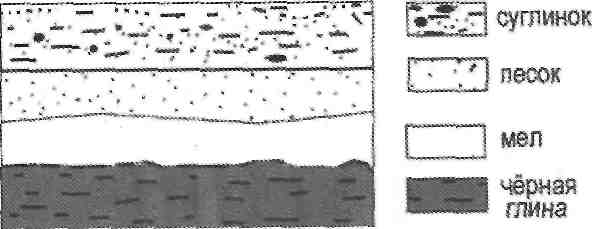 суглинок
песок
мел
чёрная
глина